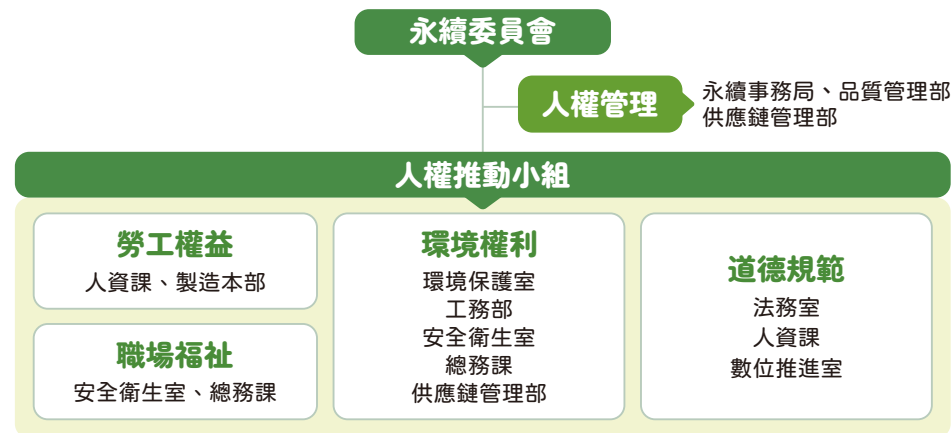 永續委員會
人權管理
永續事務局、品質管理部
供應鏈管理部
人權推動小組
勞工權益
人資課、製造本部
職場福祉
安全衛生室、總務課
環境權利
環境保護室
工務部
安全衛生室
總務課
供應鏈管理部
道德規範
法務室
人資課
數位推進室